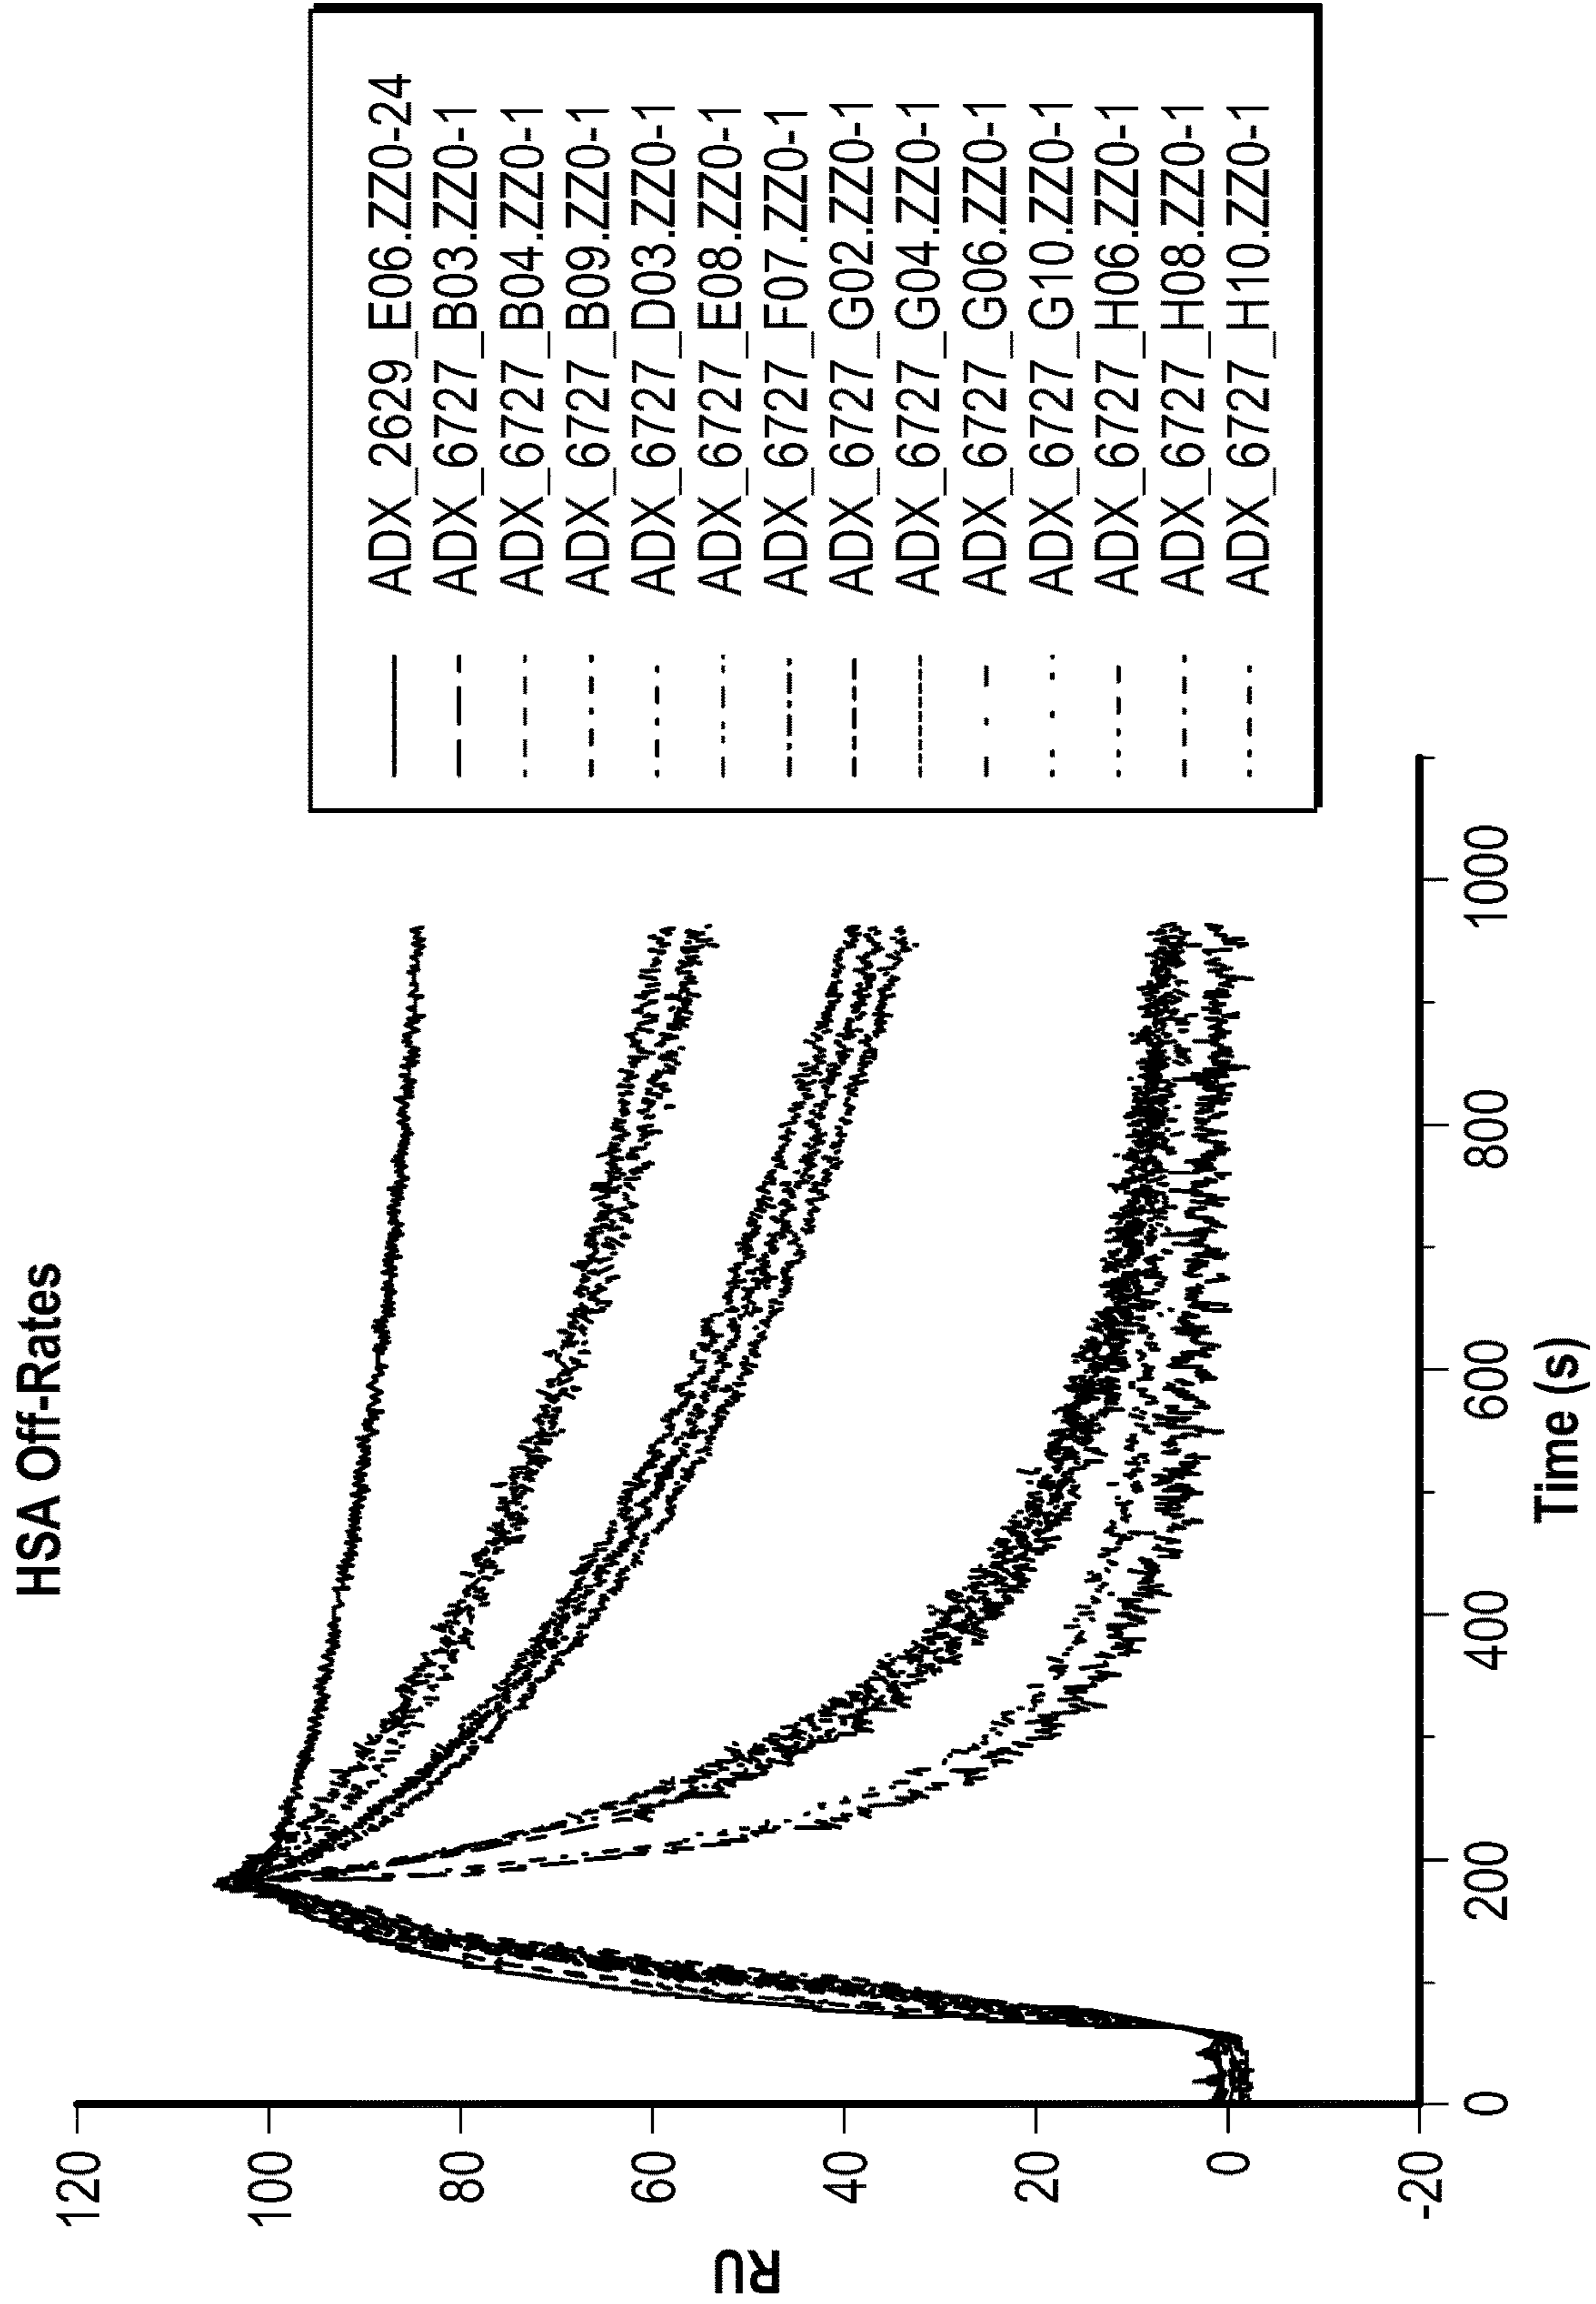 HSA Off-Rates
120
100
80
60
40
20
0
-20
RU
0
200
400
600
800
1000
Time (s)
ADX_2629_E06.ZZ0-24
ADX_6727_B03.ZZ0-1
ADX_6727_B04.ZZ0-1
ADX_6727_B09.ZZ0-1
ADX_6727_D03.ZZ0-1
ADX_6727_E08.ZZ0-1
ADX_6727_F07.ZZ0-1
ADX_6727_G02.ZZ0-1
ADX_6727_G04.ZZ0-1
ADX_6727_G06.ZZ0-1
ADX_6727_G10.ZZ0-1
ADX_6727_H06.ZZ0-1
ADX_6727_H08.ZZ0-1
ADX_6727_H10.ZZ0-1